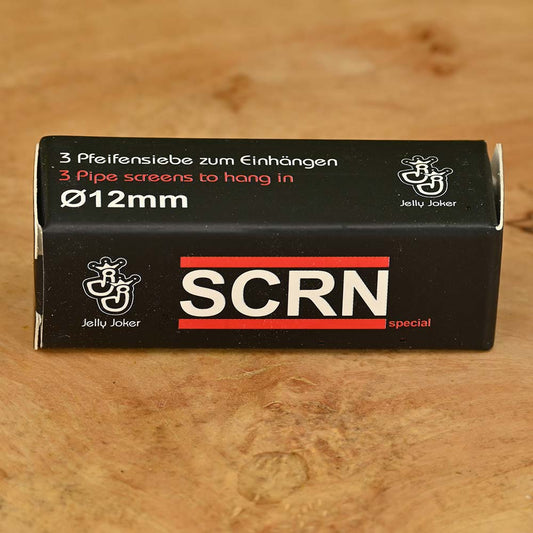 3 Pfeifensiebe zum Einhängen
3 Pipe screens to hang in
Ø12mm
Jelly Joker
Jelly Joker
SCRN
special